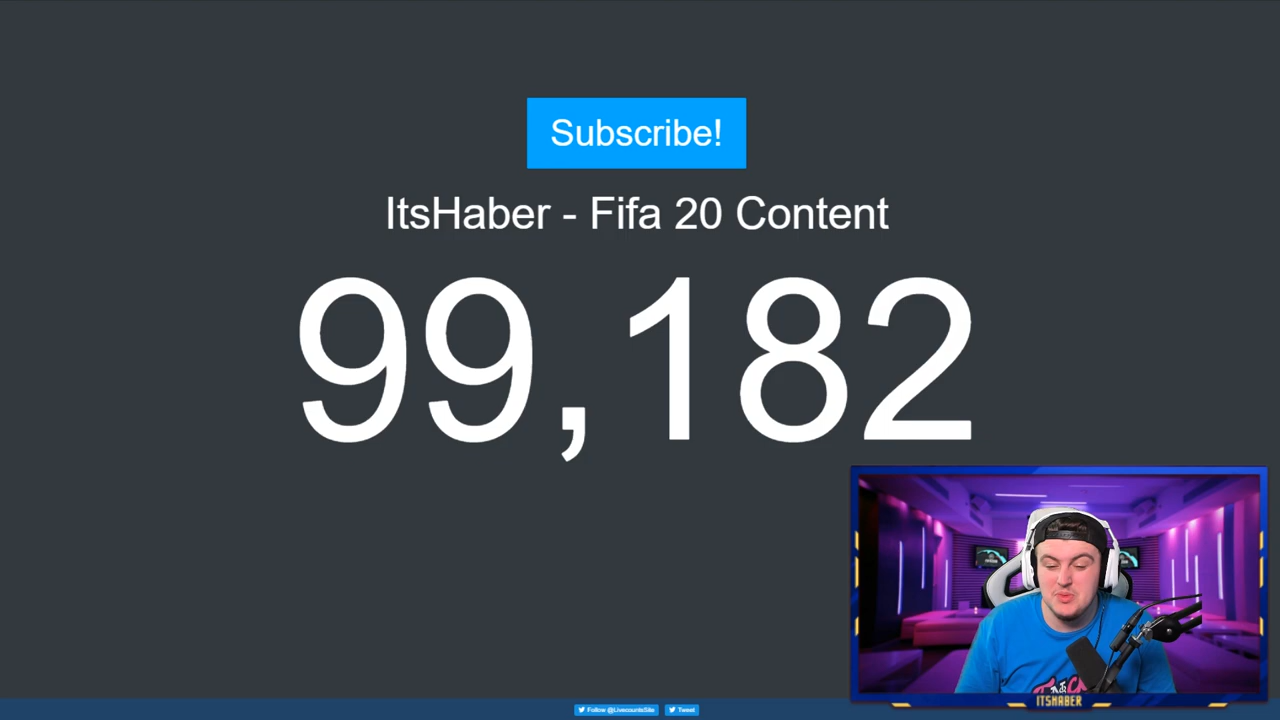 Subscribe!
ItsHaber - Fifa 20 Content
99,182
ITSHABER
Follow @LivecountsSite
Tweet